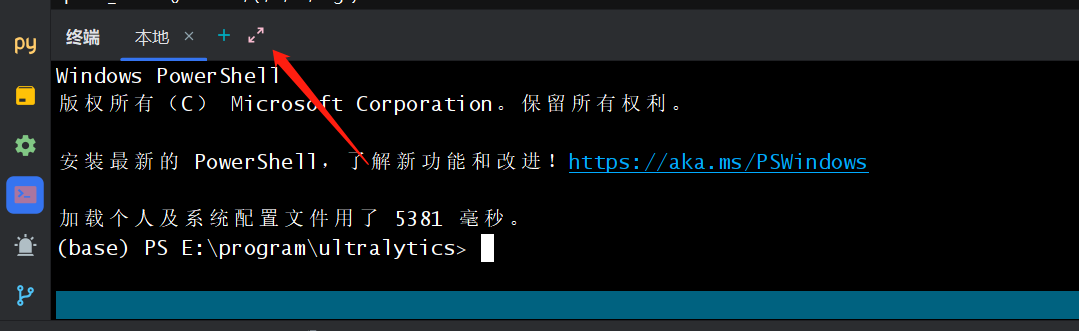 py
终端 本地 × +
Windows PowerShell
版权所有（C） Microsoft Corporation。保留所有权利。
安装最新的 PowerShell，了解新功能和改进！https://aka.ms/PSWindows
加载个人及系统配置文件用了 5381 毫秒。
(base) PS E:\program\ultralytics>